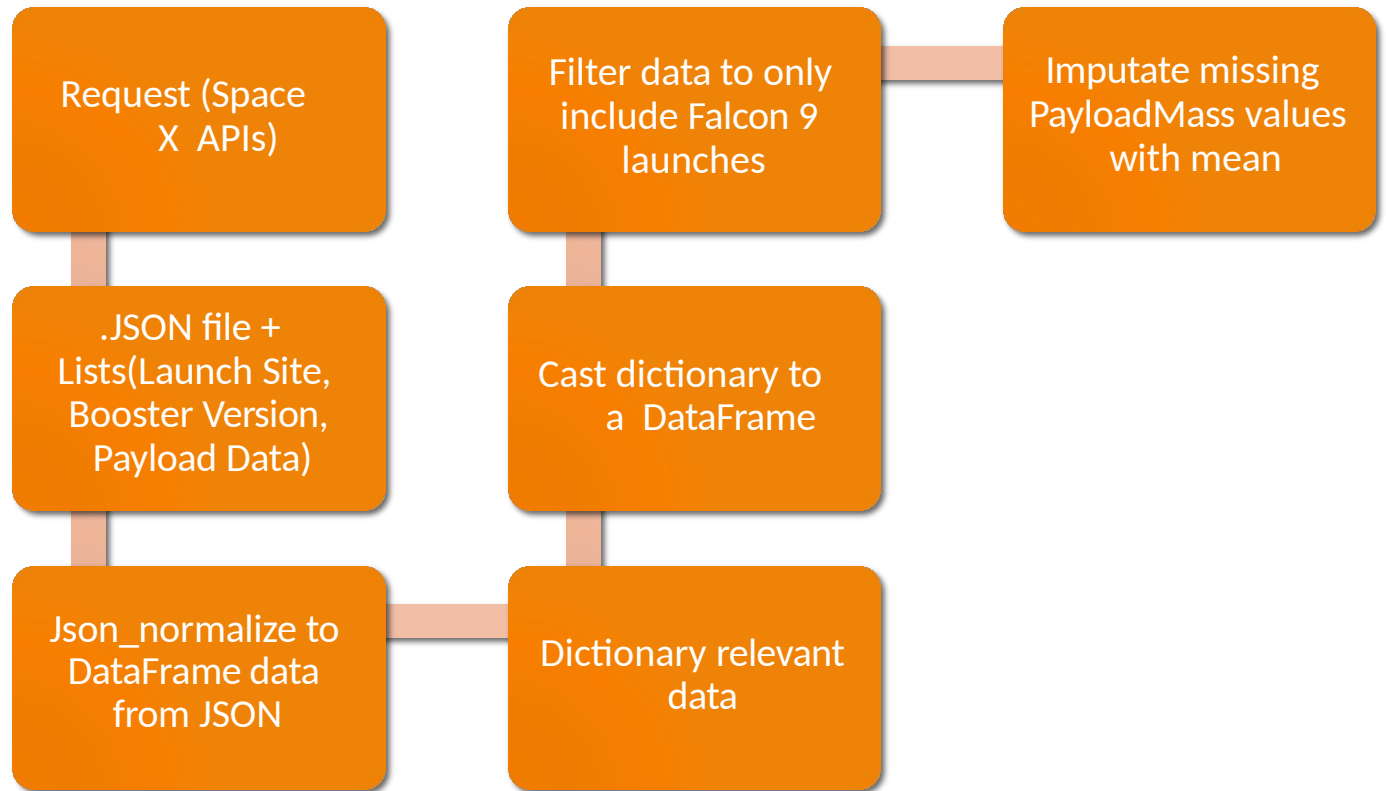 Request (Space
X APIs)
.JSON file +
Lists(Launch Site,
Booster Version,
Payload Data)
Json_normalize to
DataFrame data
from JSON
Dictionary relevant
data
Cast dictionary to
a DataFrame
Filter data to only
include Falcon 9
launches
Imputate missing
PayloadMass values
with mean